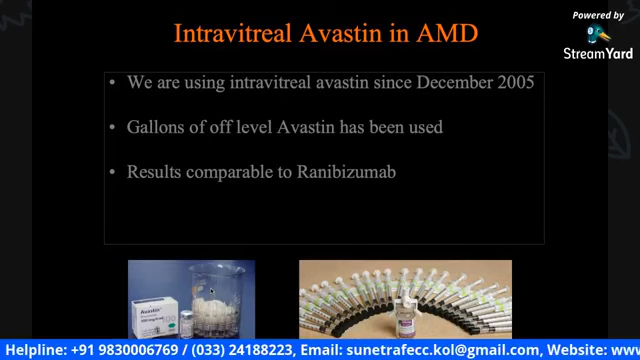 Powered by
StreamYard
Intravitreal Avastin in AMD
• We are using intravitreal avastin since December 2005
• Gallons of off level Avastin has been used
• Results comparable to Ranibizumab
Avastin
Helpline: +91 9830006769 / (033) 24188223, Email: sunetrafecc.kol@gmail.com, Website: www